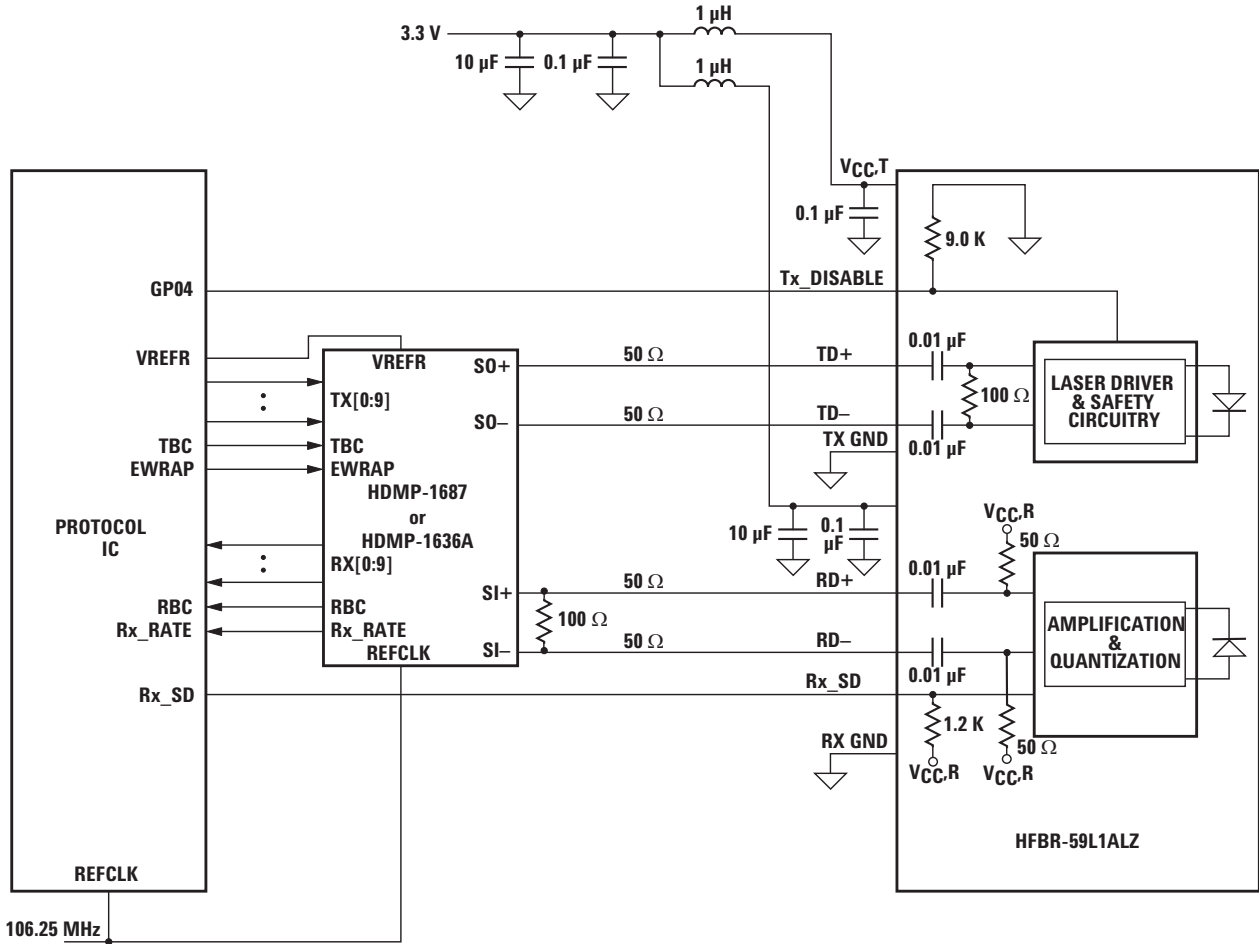 1 µH
3.3 V
10 µF
0.1 µF
1 µH
VCC,T
0.1 µF
9.0 K
GP04
Tx_DISABLE
VREFR
VREFR
SO+
50 Ω
TD+
0.01 µF
TX[0:9]
100 Ω
LASER DRIVER
& SAFETY
CIRCUITRY
SO–
50 Ω
TD–
0.01 µF
TX GND
TBC
TBC
EWRAP
EWRAP
HDMP-1687
or
HDMP-1636A
PROTOCOL
IC
10 µF
0.1
µF
VCC,R
50 Ω
RX[0:9]
SI+
50 Ω
RD+
0.01 µF
RBC
RBC
100 Ω
AMPLIFICATION
&
QUANTIZATION
Rx_RATE
Rx_RATE
REFCLK
SI–
50 Ω
RD–
0.01 µF
Rx_SD
Rx_SD
1.2 K
50 Ω
RX GND
VCC,R
VCC,R
HFBR-59L1ALZ
REFCLK
106.25 MHz